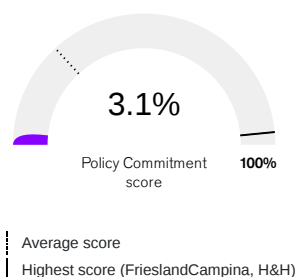 3.1%
Policy Commitment
score
100%
Average score
Highest score (FrieslandCampina, H&H)